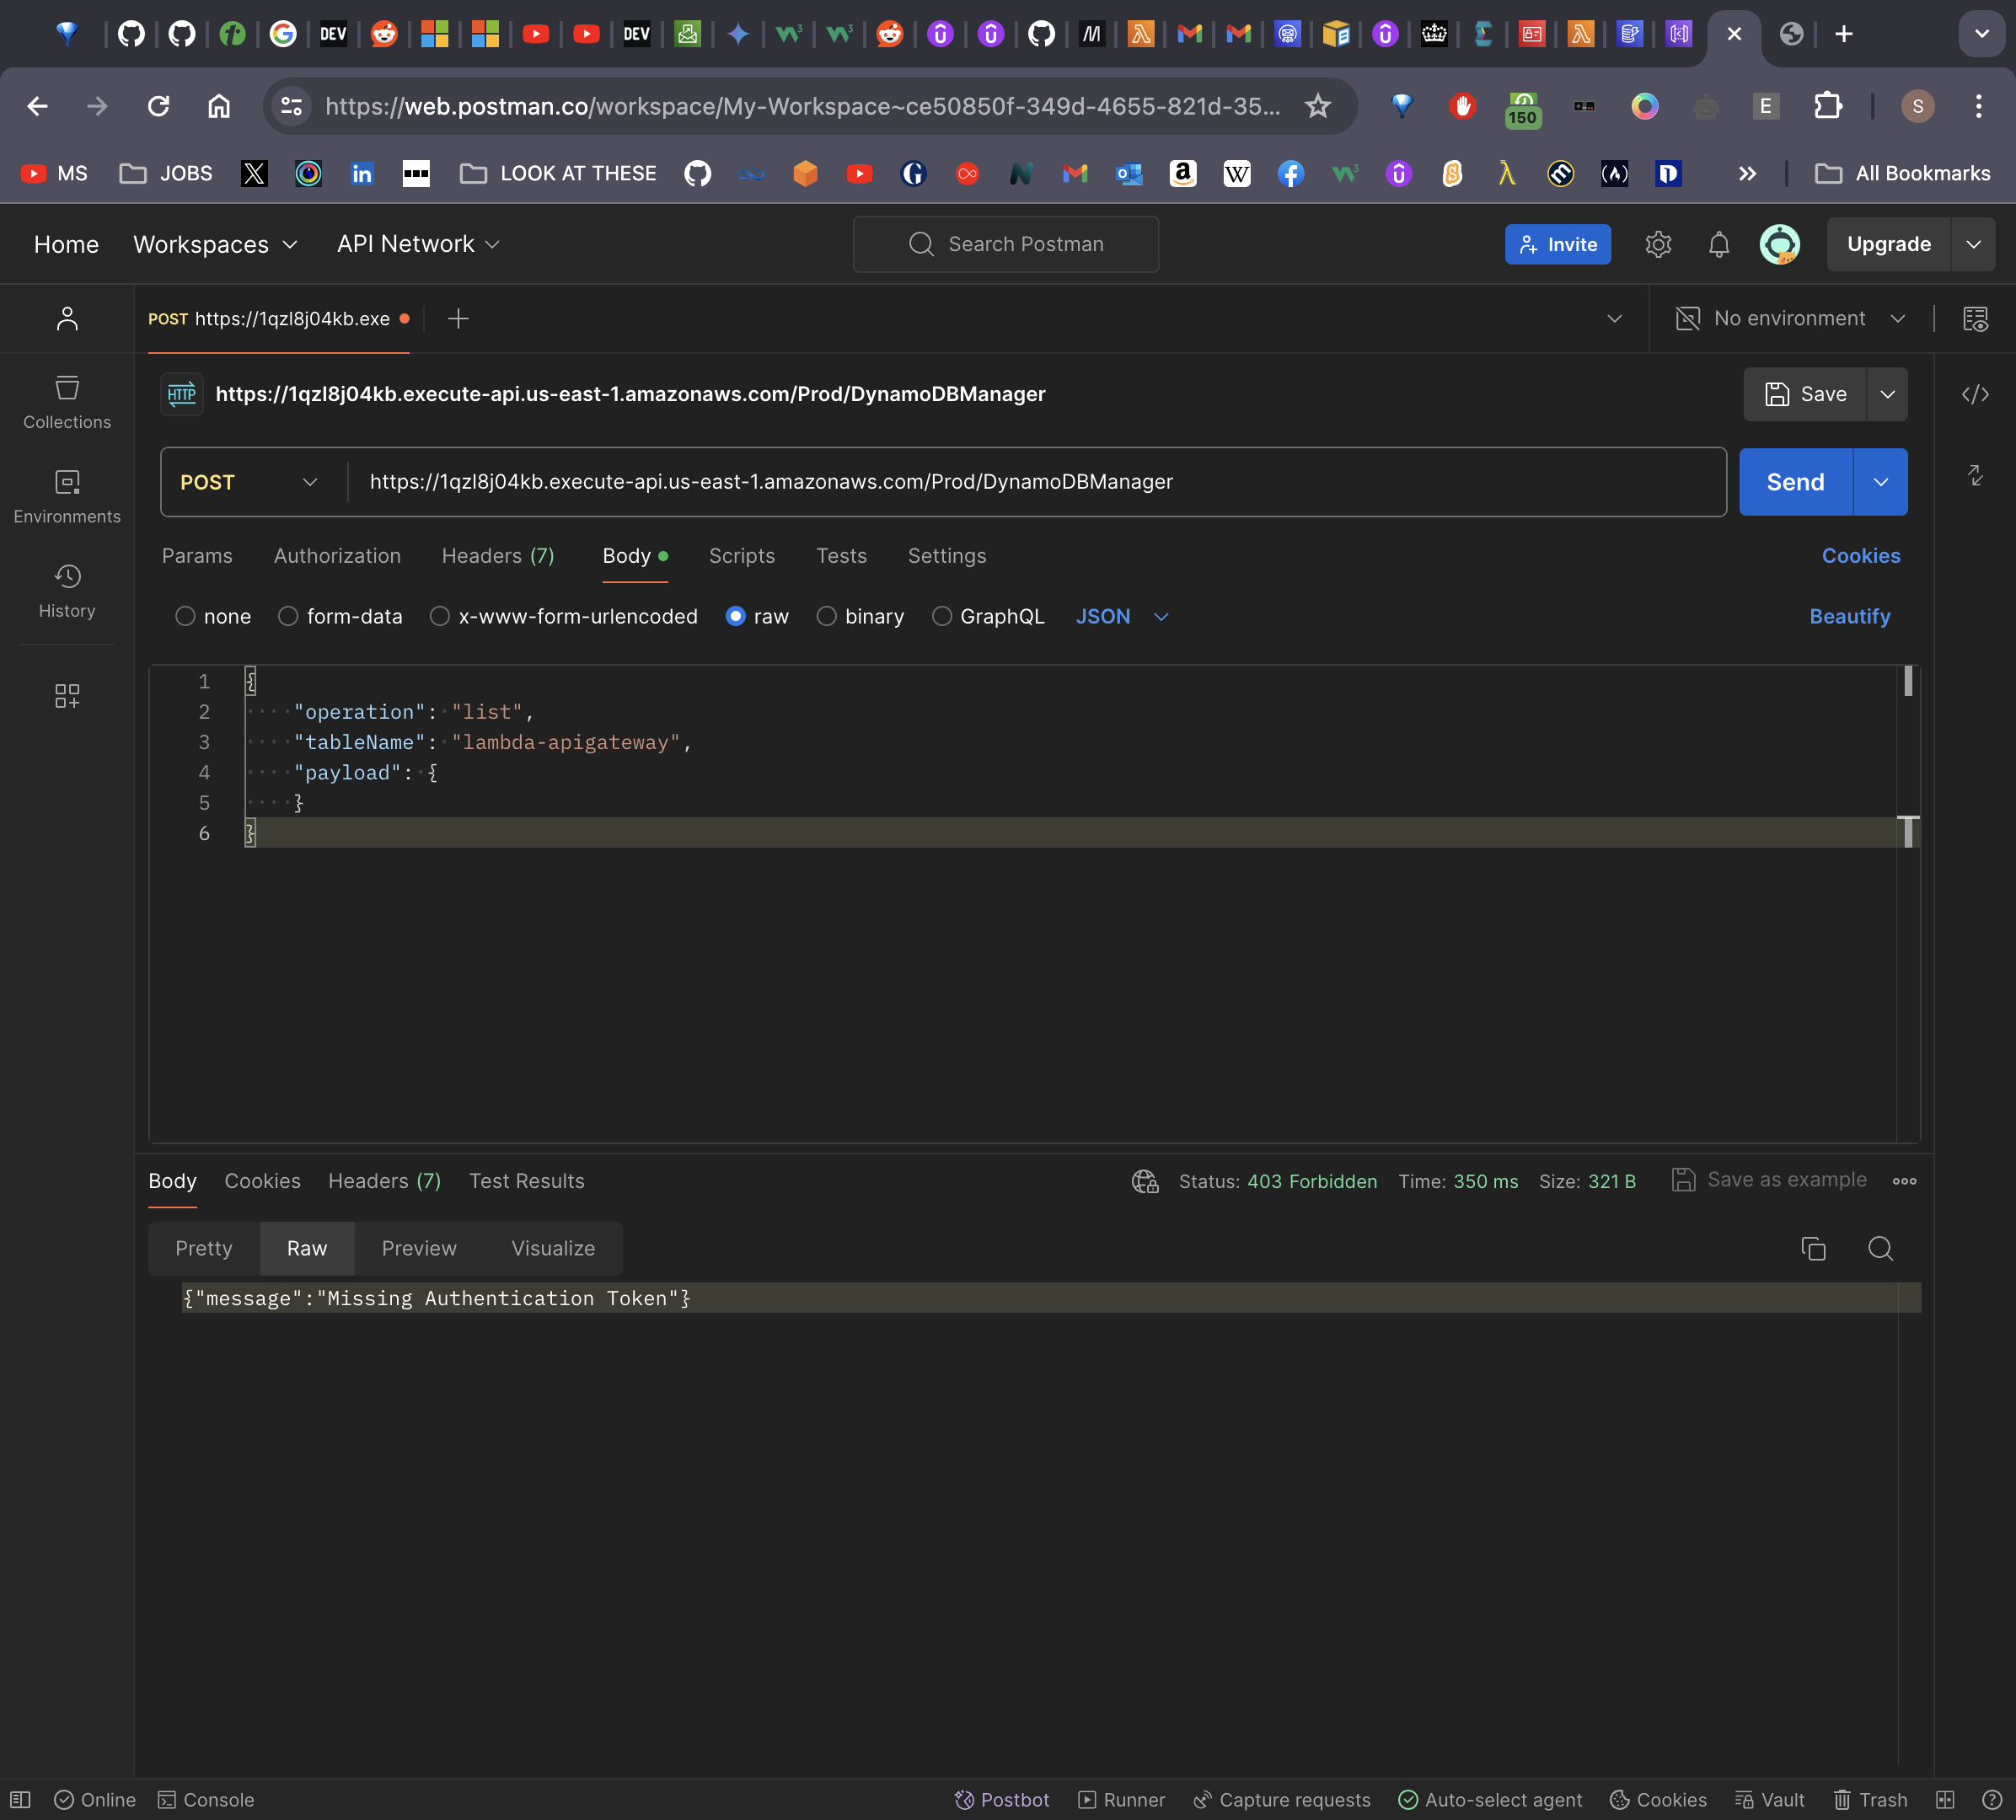 https://web.postman.co/workspace/My-Workspace~ce50850f-349d-4655-821d-35...
150
E
S
MS
JOBS
LOOK AT THESE
All Bookmarks
Home
Workspaces
API Network
Search Postman
Invite
Upgrade
POST https://1qzl8j04kb.exe
No environment
HTTP
https://1qzl8j04kb.execute-api.us-east-1.amazonaws.com/Prod/DynamoDBManager
Save
Collections
POST
https://1qzl8j04kb.execute-api.us-east-1.amazonaws.com/Prod/DynamoDBManager
Send
Environments
Params
Authorization
Headers (7)
Body
Scripts
Tests
Settings
Cookies
History
none
form-data
x-www-form-urlencoded
raw
binary
GraphQL
JSON
Beautify
1 {
2 "operation": "list",
3 "tableName": "lambda-apigateway",
4 "payload": {
5 }
6 }
Body
Cookies
Headers (7)
Test Results
Status: 403 Forbidden
Time: 350 ms
Size: 321 B
Save as example
Pretty
Raw
Preview
Visualize
{"message":"Missing Authentication Token"}
Online
Console
Postbot
Runner
Capture requests
Auto-select agent
Cookies
Vault
Trash